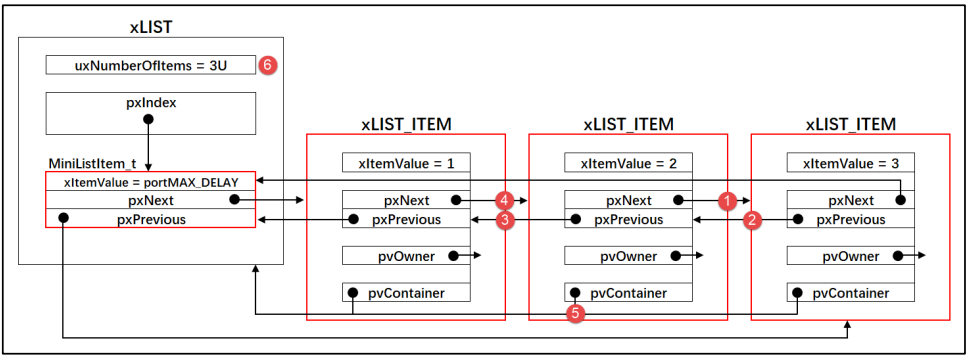 xLIST
uxNumberOfItems = 3U 6
pxIndex
xLIST_ITEM xLIST_ITEM xLIST_ITEM
MiniListItem_t xItemValue = 1 xItemValue = 2 xItemValue = 3
xItemValue = portMAX_DELAY
pxNext pxNext 4 pxNext 1 pxNext
pxPrevious pxPrevious 3 pxPrevious 2 pxPrevious
pvOwner pvOwner pvOwner
pvContainer pvContainer pvContainer
5